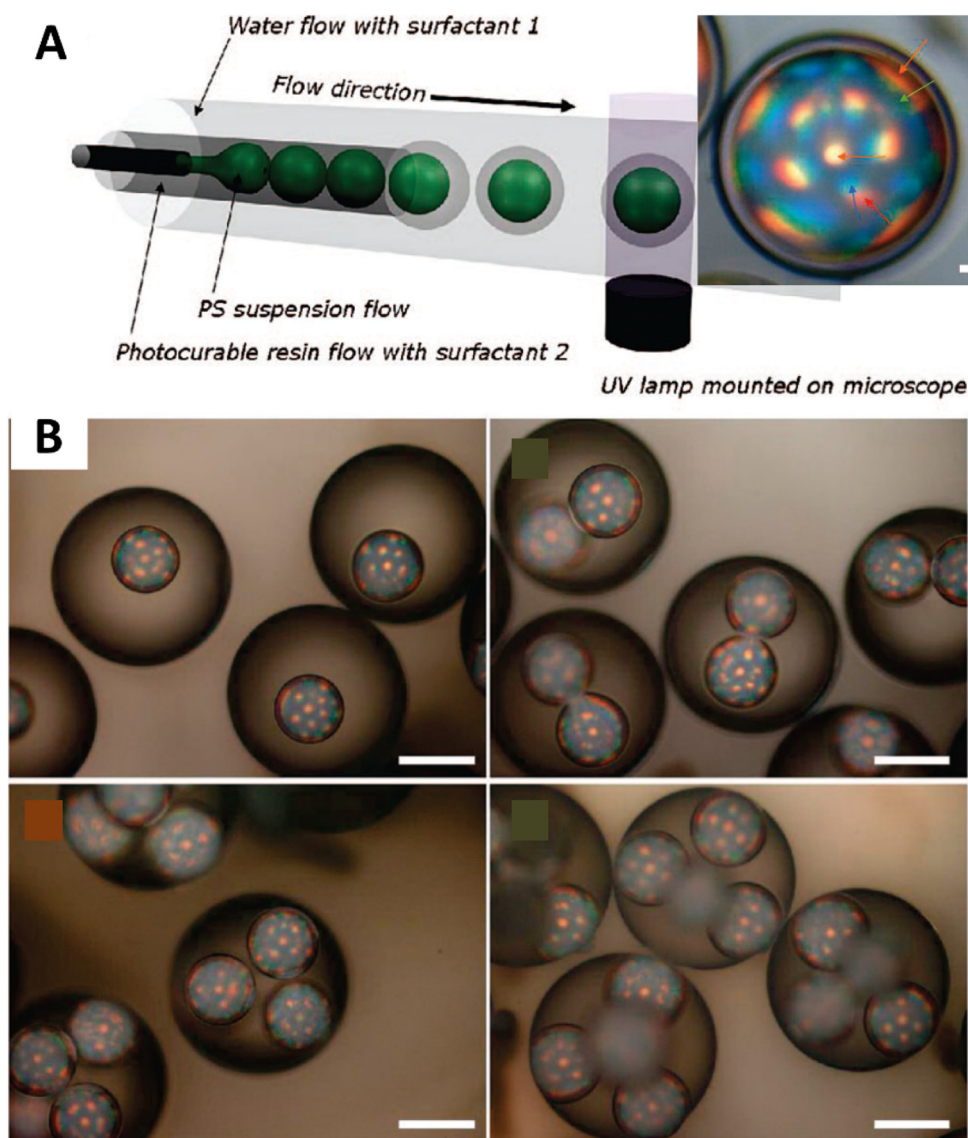 A
Water flow with surfactant 1
Flow direction
PS suspension flow
Photocurable resin flow with surfactant 2
UV lamp mounted on microscope
B